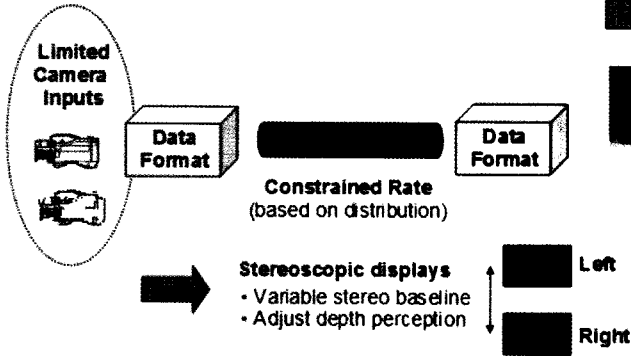 Limited
Camera
Inputs
Data
Format
Data
Format
Constrained Rate
(based on distribution)
Stereoscopic displays
• Variable stereo baseline
• Adjust depth perception
Left
Right